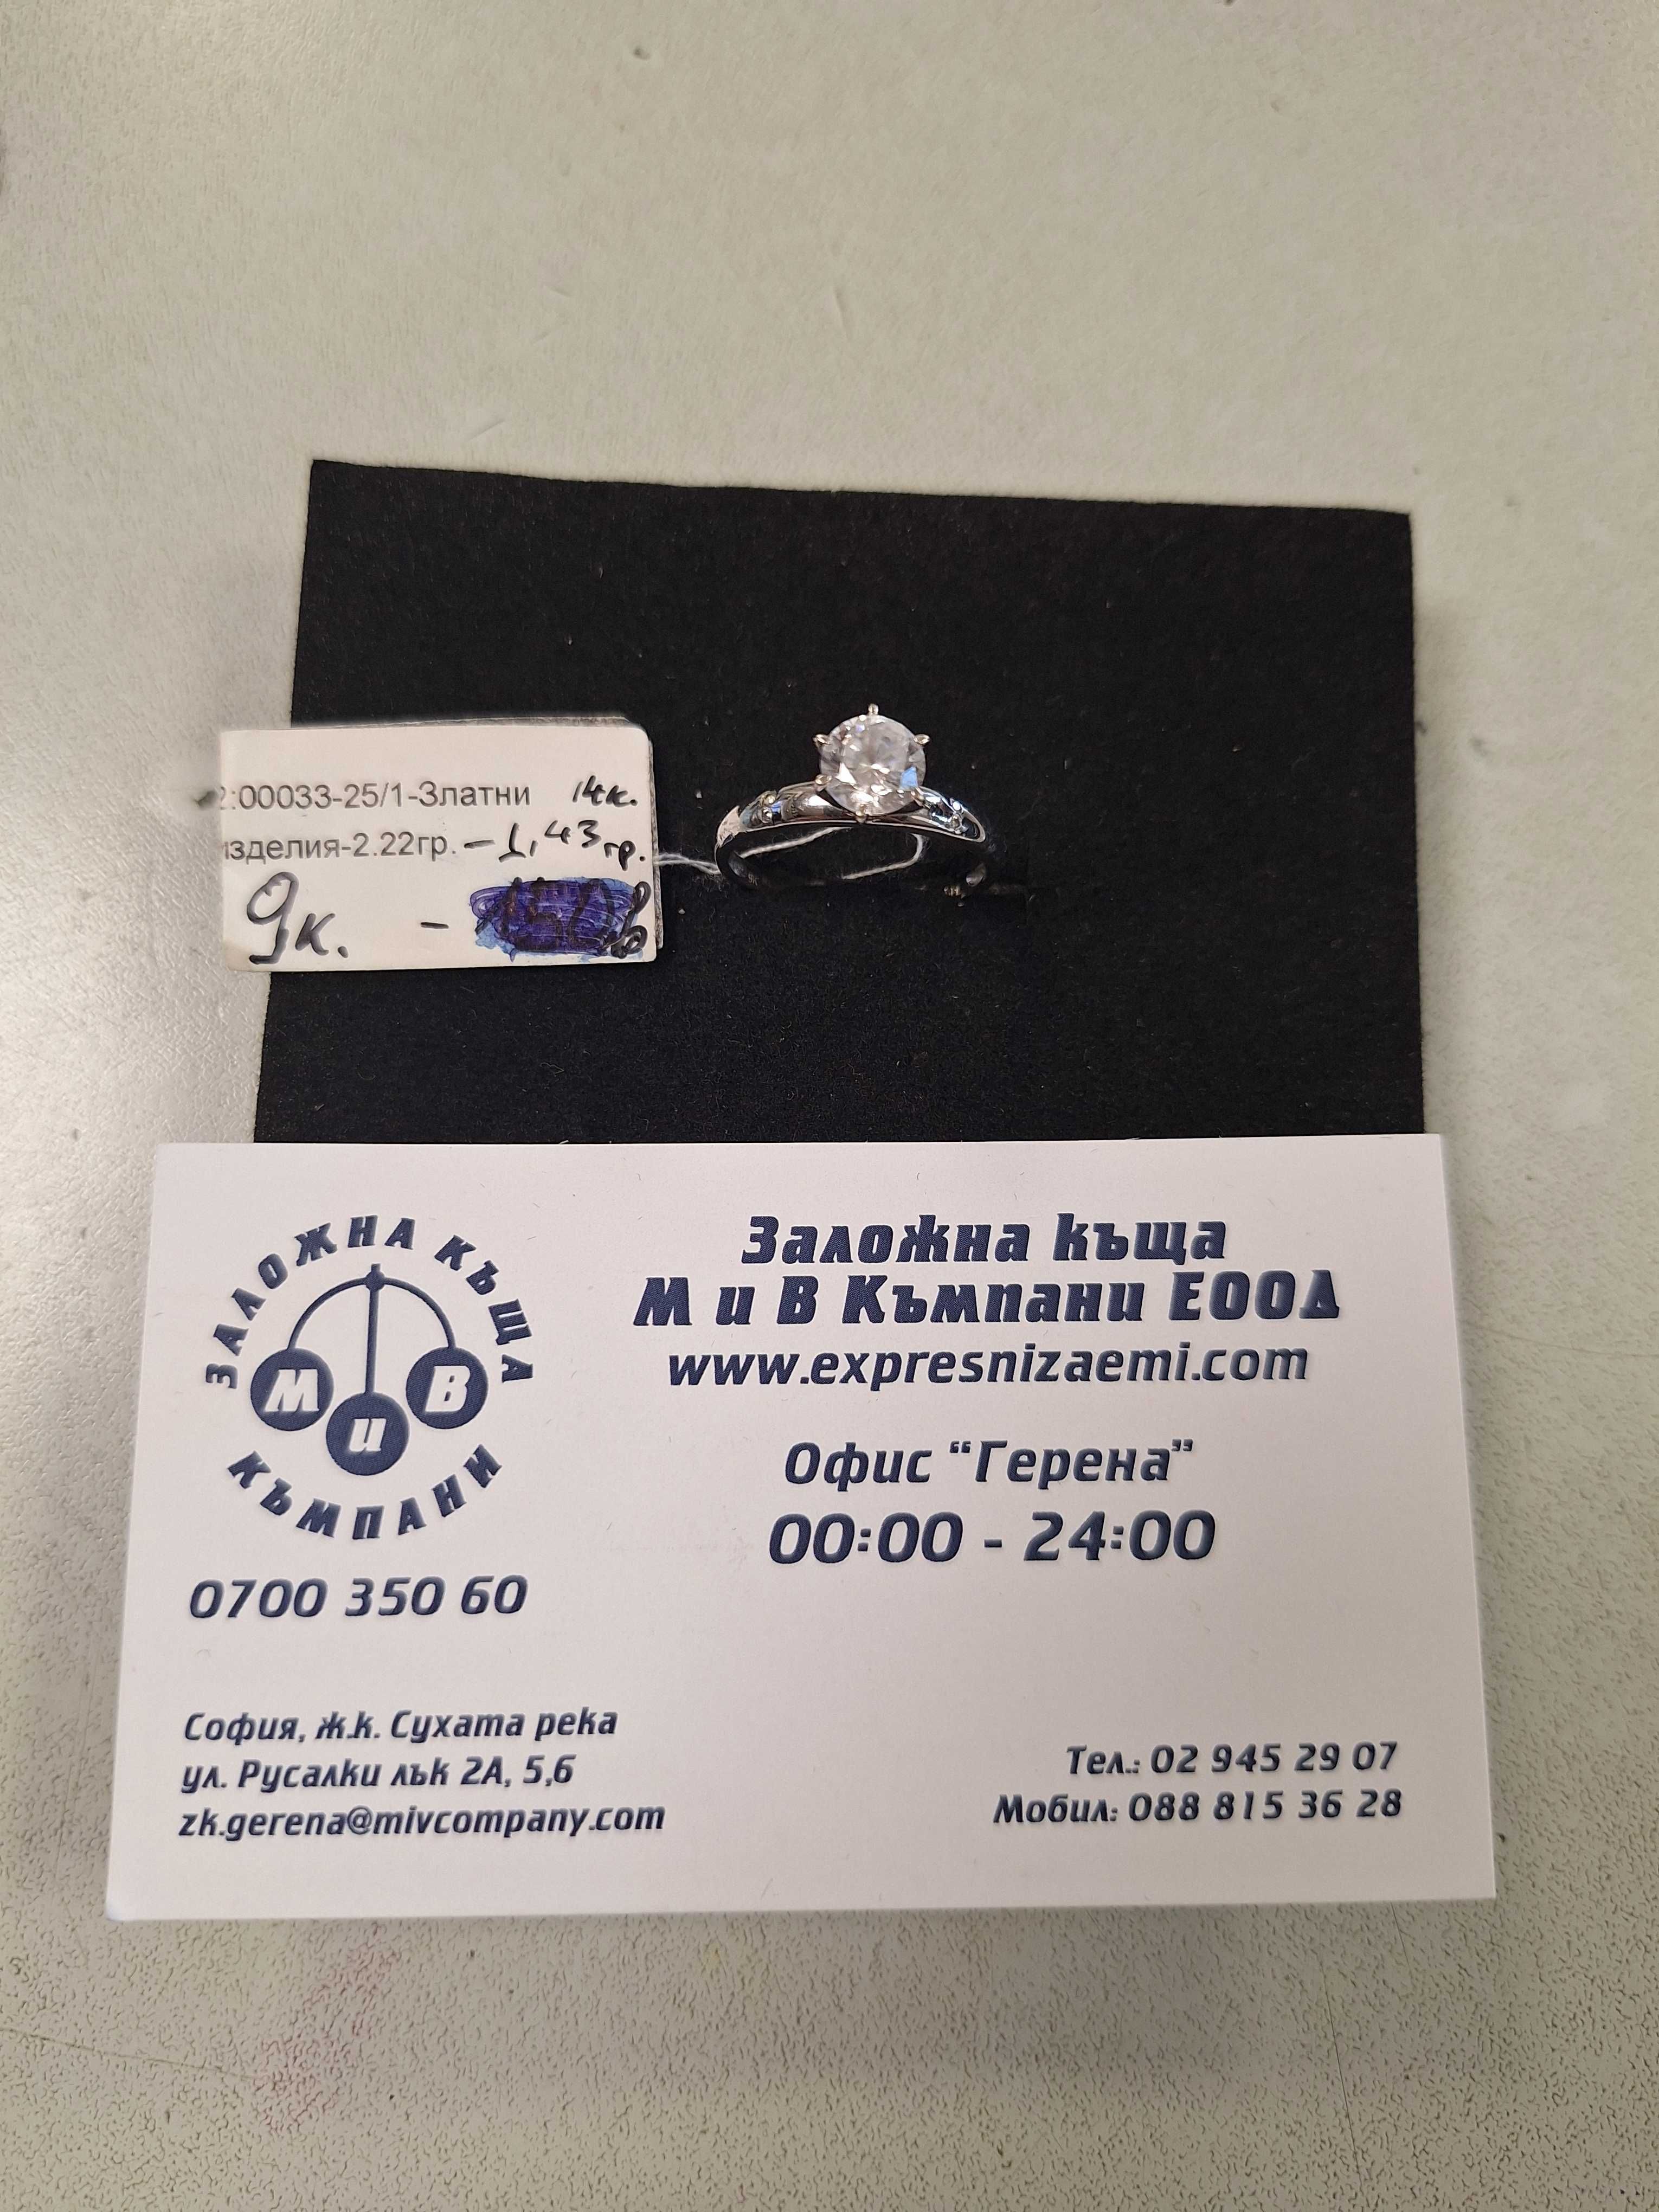 2:00033-25/1-Златни 14к.
изделия-2.22гр. - 1,43гр.
9к. -
ЗАЛОЖНА КЪЩА
М и В
КЪМПАНИ
0700 350 60
Заложна къща
М и В Къмпани ЕООД
www.expresnizaemi.com
Офис “Герена”
00:00 - 24:00
София, ж.к. Сухата река
ул. Русалки лък 2А, 5,6
zk.gerena@mivcompany.com
Тел.: 02 945 29 07
Мобил: 088 815 36 28